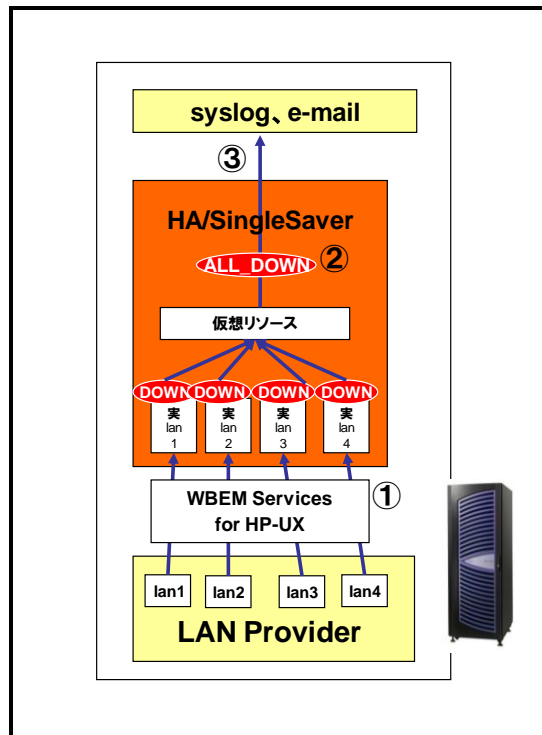 syslog、e-mail
③
HA/SingleSaver
ALL_DOWN ②
仮想リソース
DOWN DOWN DOWN DOWN
実 実 実 実
lan lan lan lan
1 2 3 4
WBEM Services ①
for HP-UX
lan1 lan2 lan3 lan4
LAN Provider